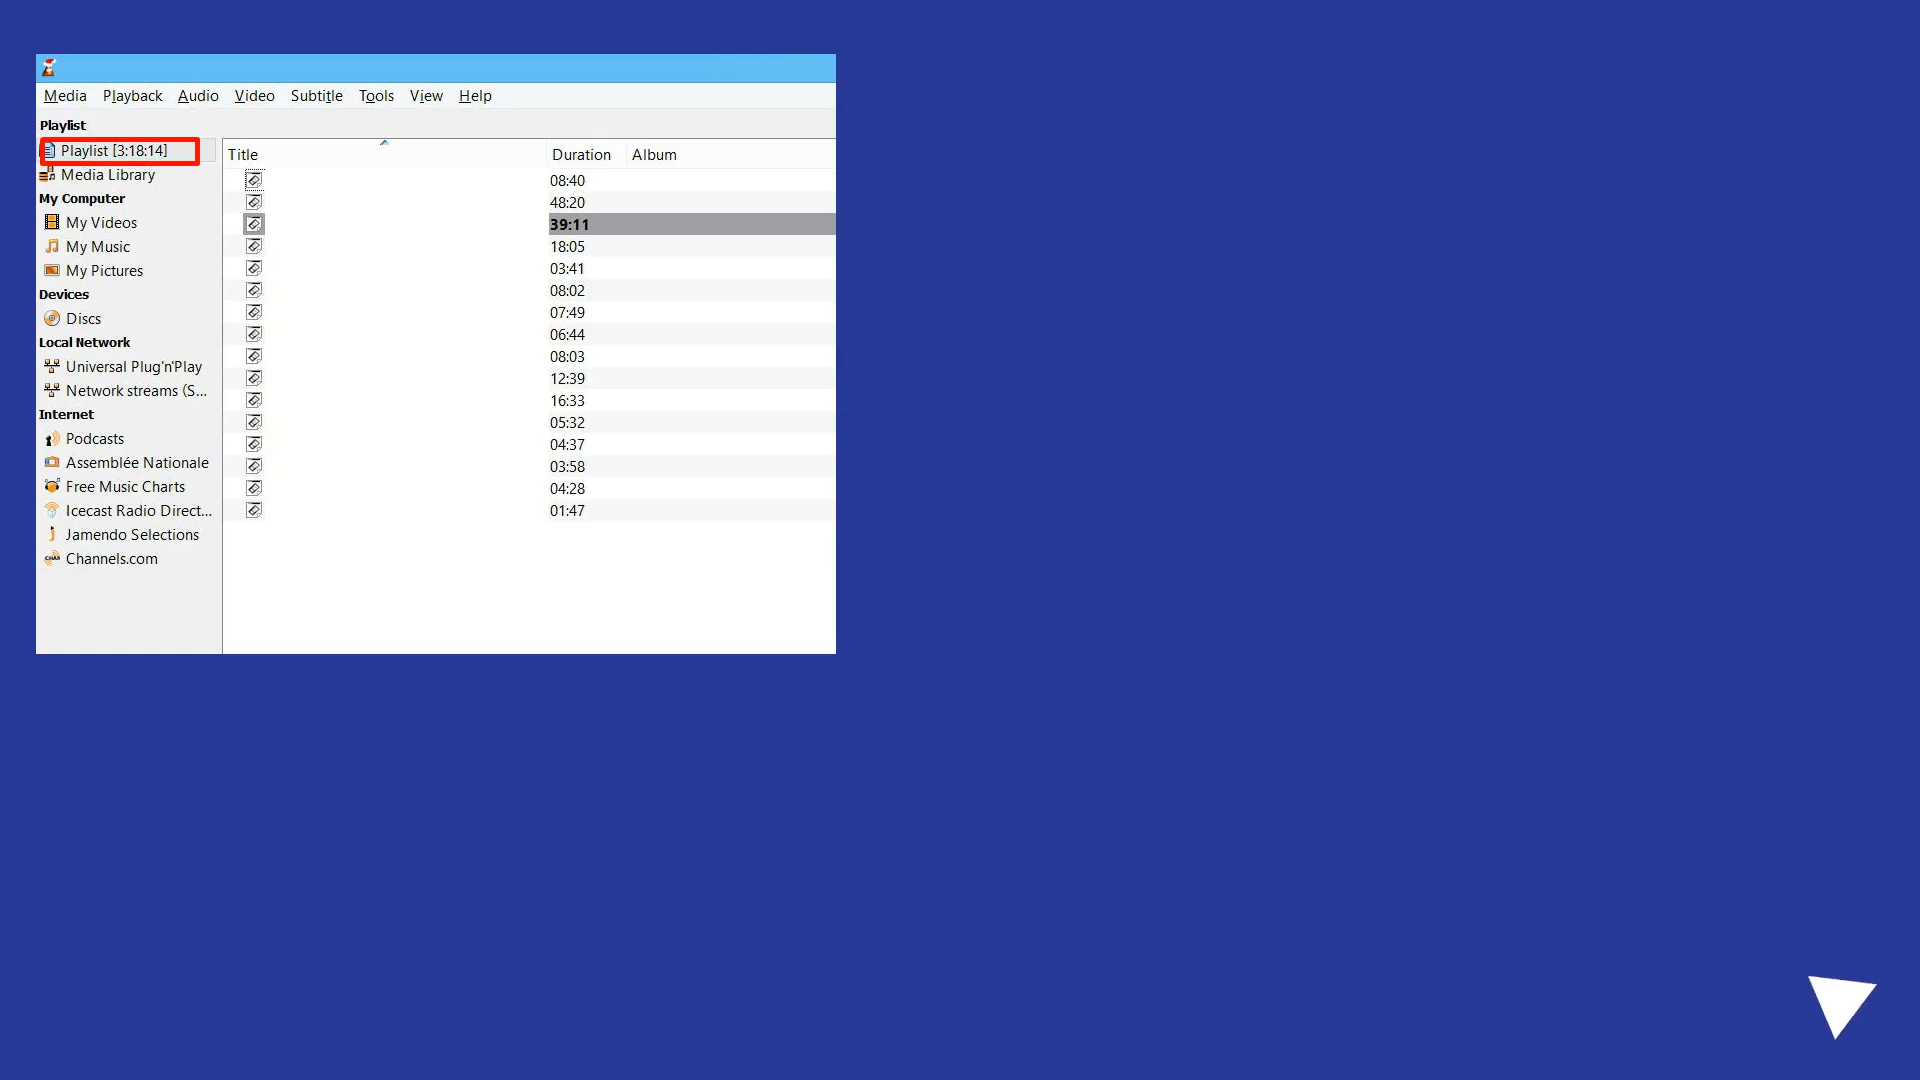 Media Playback Audio Video Subtitle Tools View Help
Playlist
Playlist [3:18:14]
Media Library
My Computer
My Videos
My Music
My Pictures
Devices
Discs
Local Network
Universal Plug'n'Play
Network streams (S...
Internet
Podcasts
Assemblée Nationale
Free Music Charts
Icecast Radio Direct...
Jamendo Selections
Channels.com
Title Duration Album
08:40
48:20
39:11
18:05
03:41
08:02
07:49
06:44
08:03
12:39
16:33
05:32
04:37
03:58
04:28
01:47